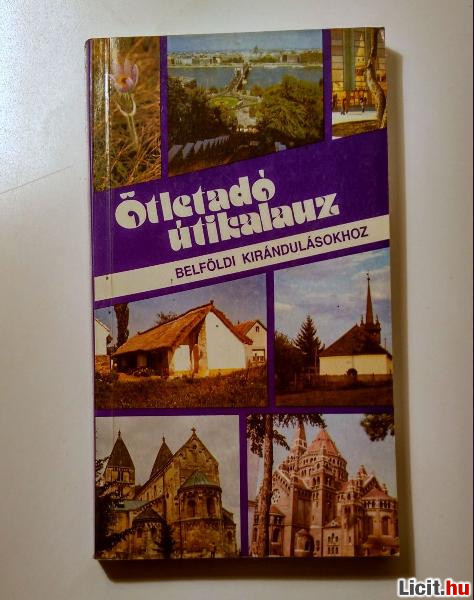 Ötletadó
útikalauz
BELFÖLDI KIRÁNDULÁSOKHOZ
Licit.hu